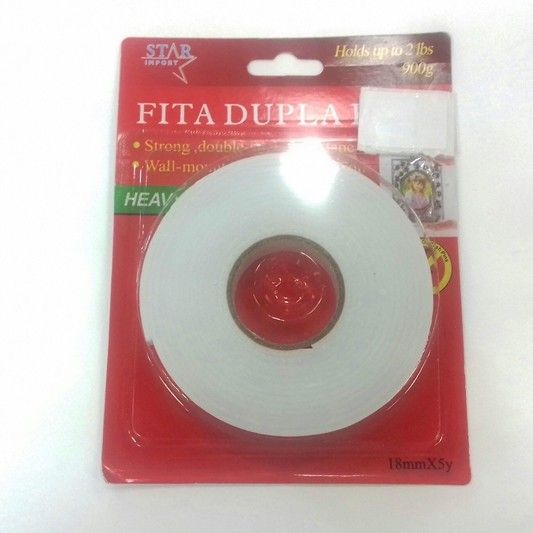 STAR
IMPORT
Holds up to 2 lbs
900g
FITA DUPLA
• Strong ,double
• Wall-mo
HEAV
18mmX5y